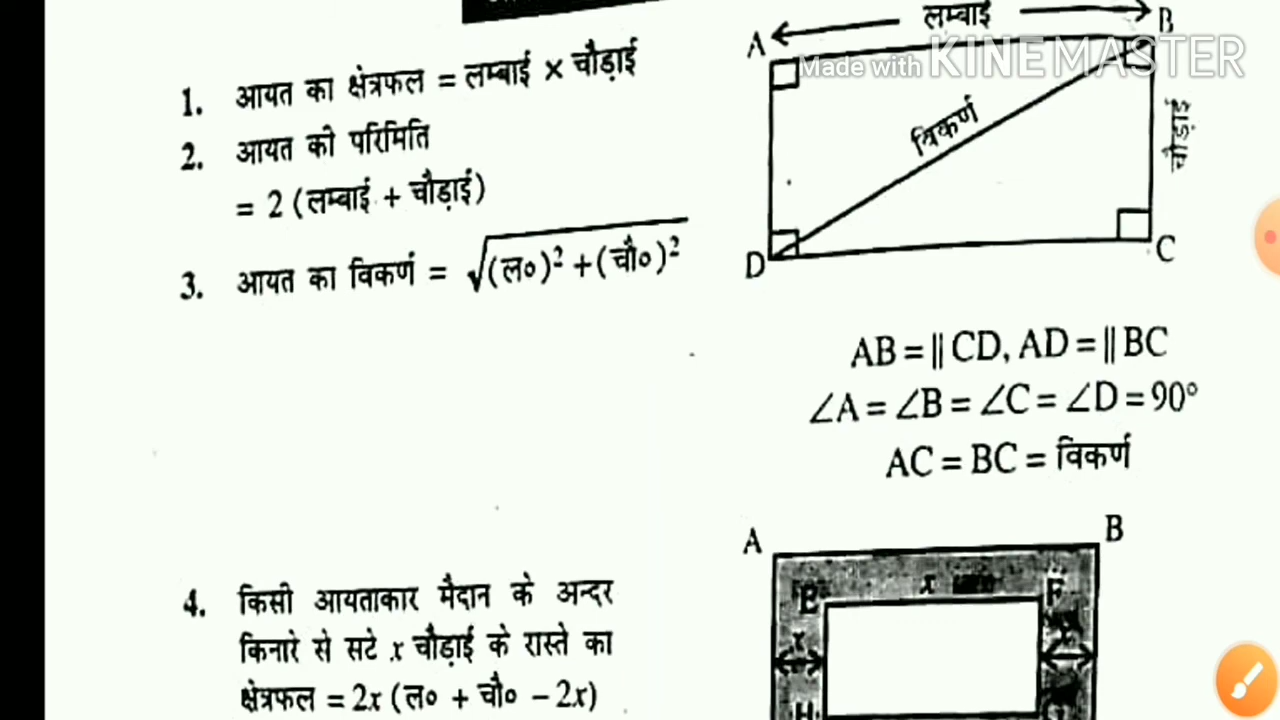 1. आयत का क्षेत्रफल = लम्बाई × चौड़ाई
2. आयत की परिमिति
= 2 (लम्बाई + चौड़ाई)
3. आयत का विकर्ण = √(ल०)² + (चौ०)²
लम्बाई
A
B
Made with KINEMASTER
विकर्ण
चौड़ाई
D
C
AB = || CD, AD = || BC
∠A = ∠B = ∠C = ∠D = 90°
AC = BC = विकर्ण
4. किसी आयताकार मैदान के अन्दर
किनारे से सटे x चौड़ाई के रास्ते का
क्षेत्रफल = 2x (ल० + चौ० – 2x)
A
B
E
x
F
x
x
H
G